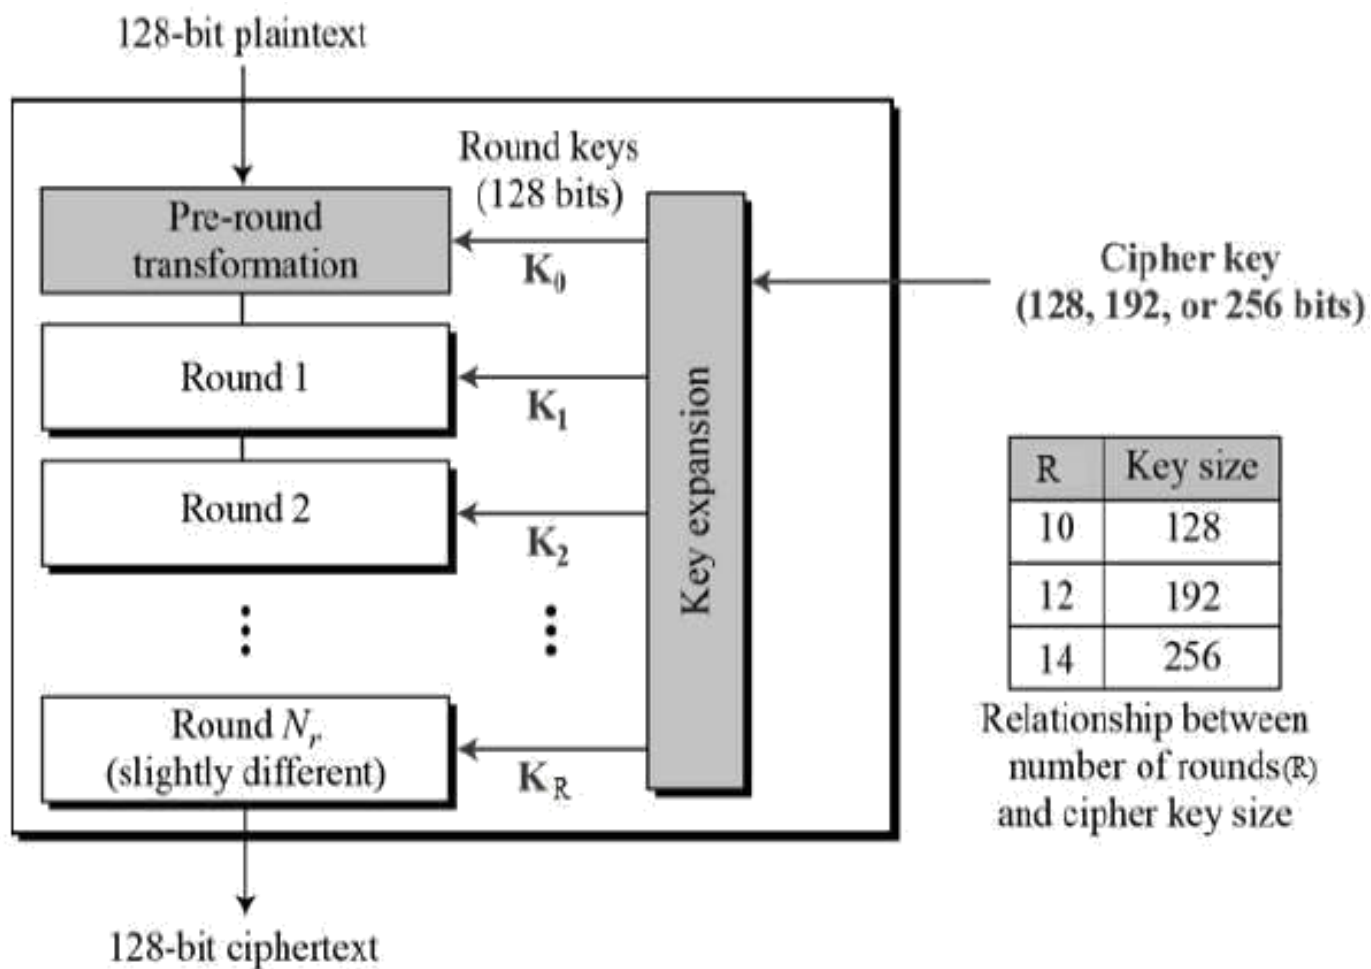 128-bit plaintext
Round keys
(128 bits)
Pre-round
transformation
K0
Cipher key
(128, 192, or 256 bits)
Round 1
K1
Key expansion
Round 2
K2
R Key size
10 128
12 192
14 256
Relationship between
number of rounds(R)
and cipher key size
Round Nr
(slightly different)
KR
128-bit ciphertext